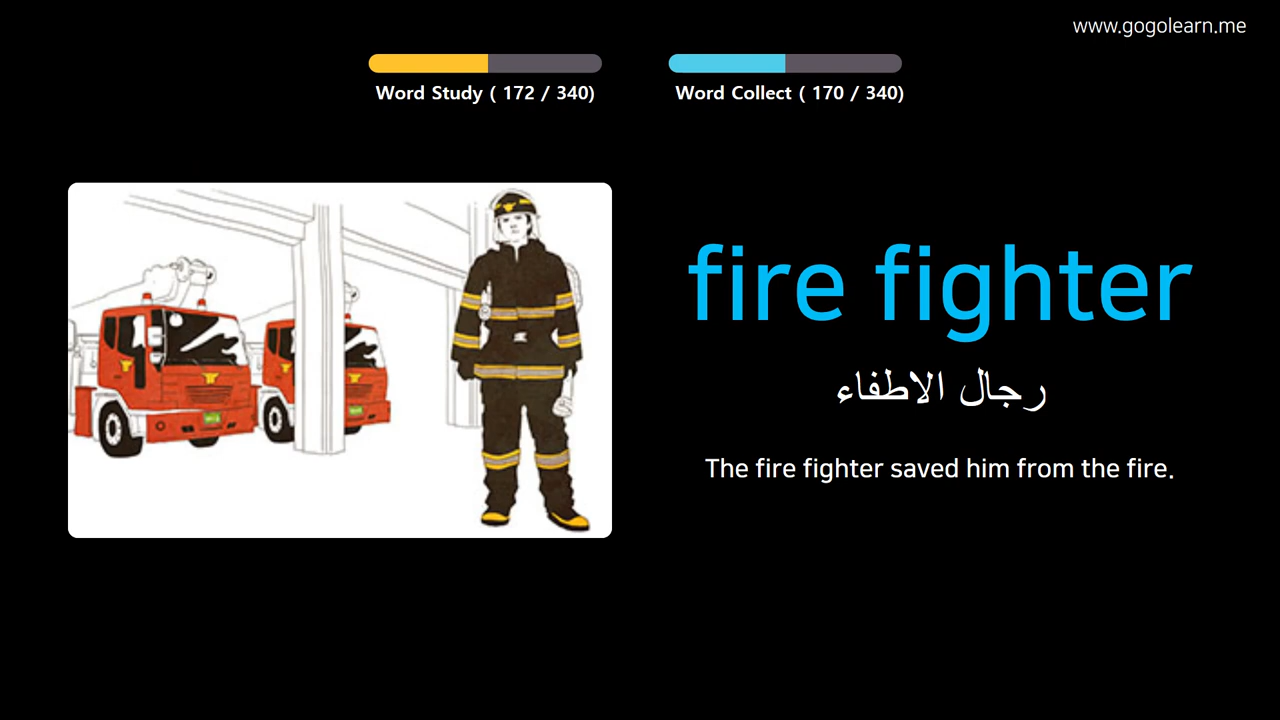 www.gogolearn.me
Word Study ( 172 / 340)
Word Collect ( 170 / 340)
fire fighter
رجال الاطفاء
The fire fighter saved him from the fire.